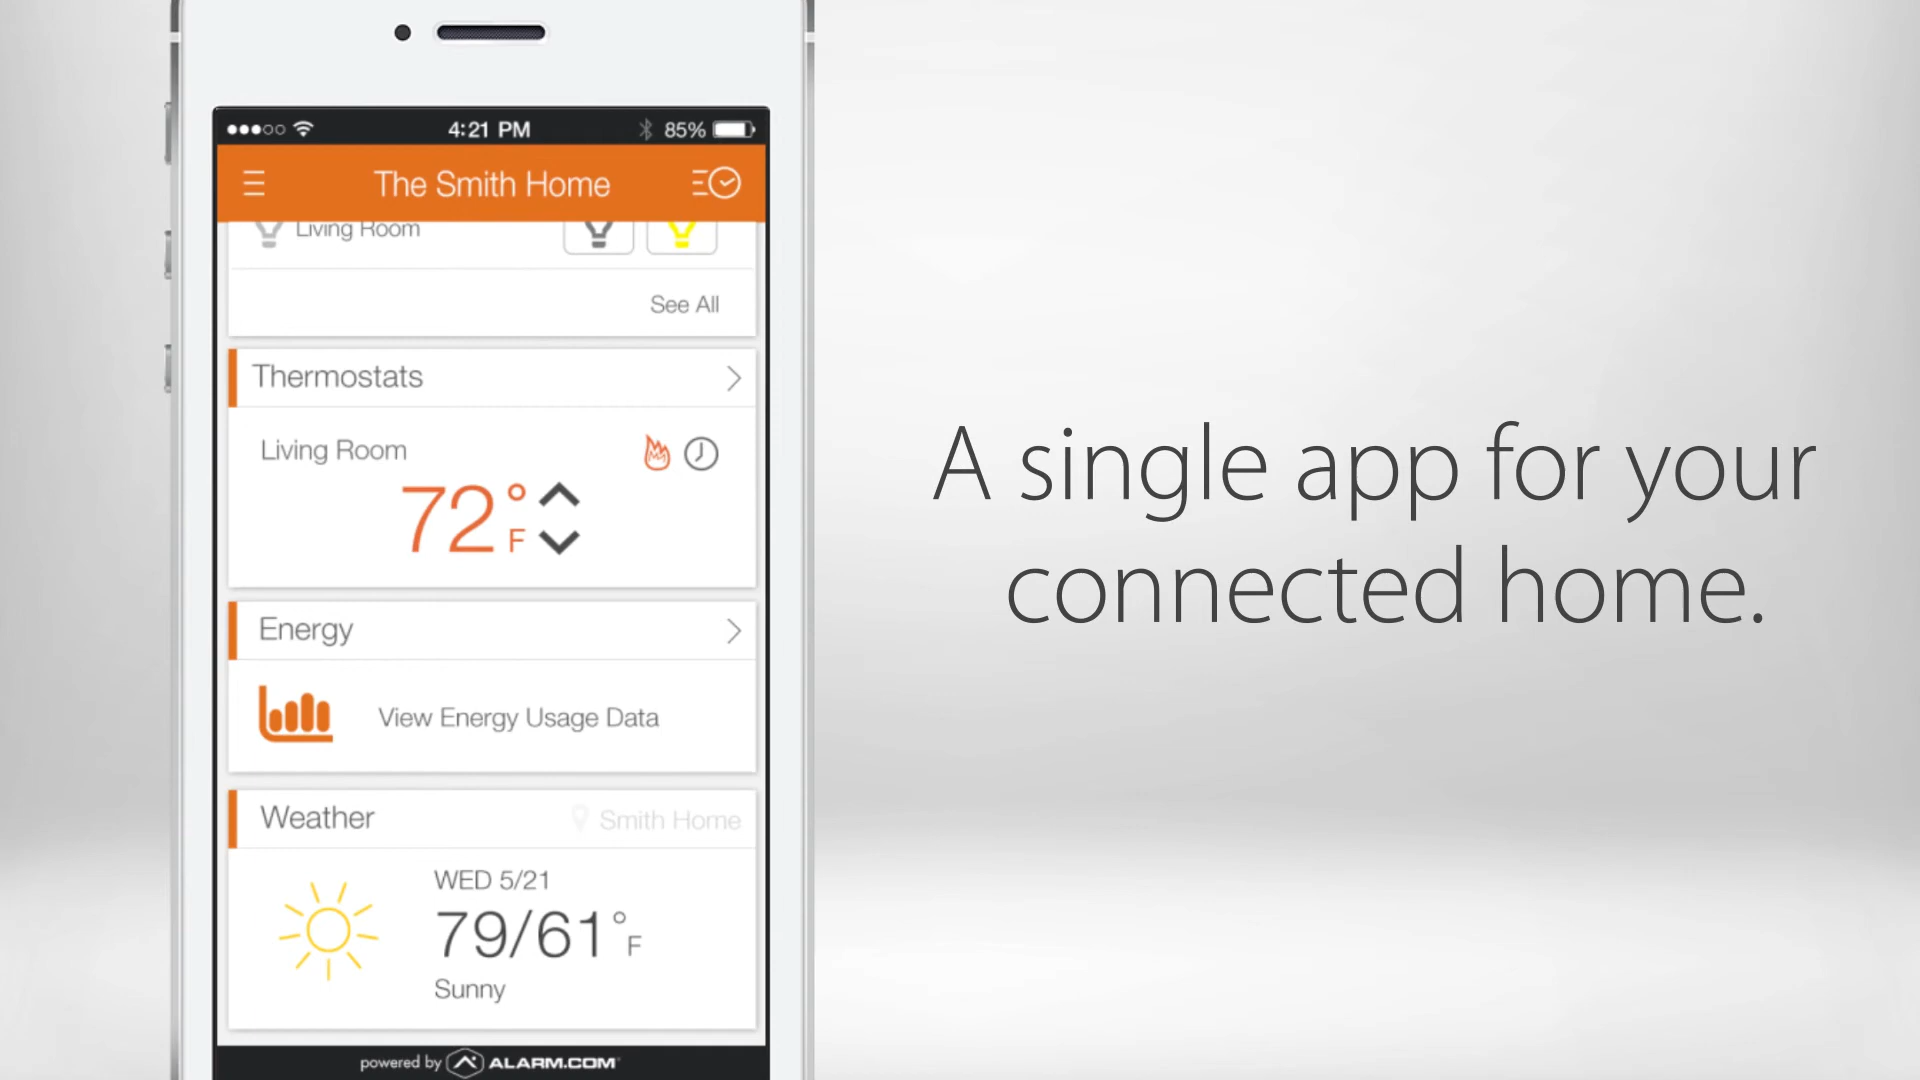 4:21 PM
85%
The Smith Home
Living Room
See All
Thermostats
Living Room
72°F
Energy
View Energy Usage Data
Weather
Smith Home
WED 5/21
79/61°F
Sunny
powered by ALARM.COM
A single app for your
connected home.